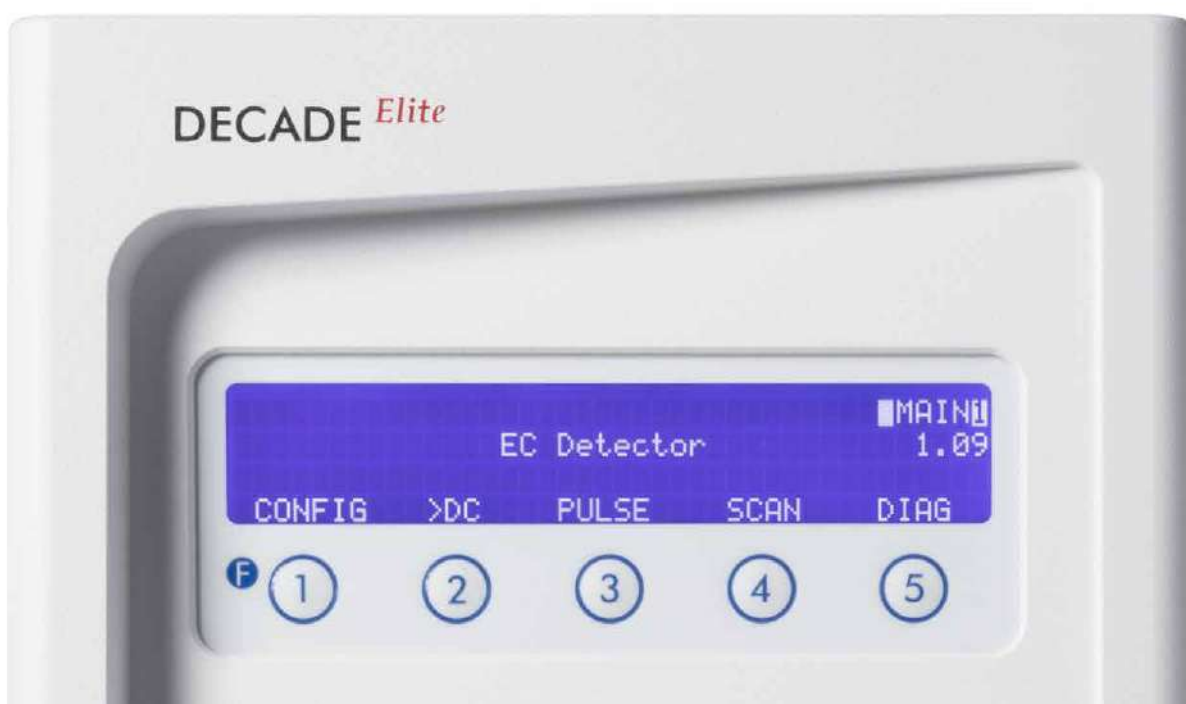 DECADE Elite
MAIN1
EC Detector 1.09
CONFIG >DC PULSE SCAN DIAG
F 1 2 3 4 5